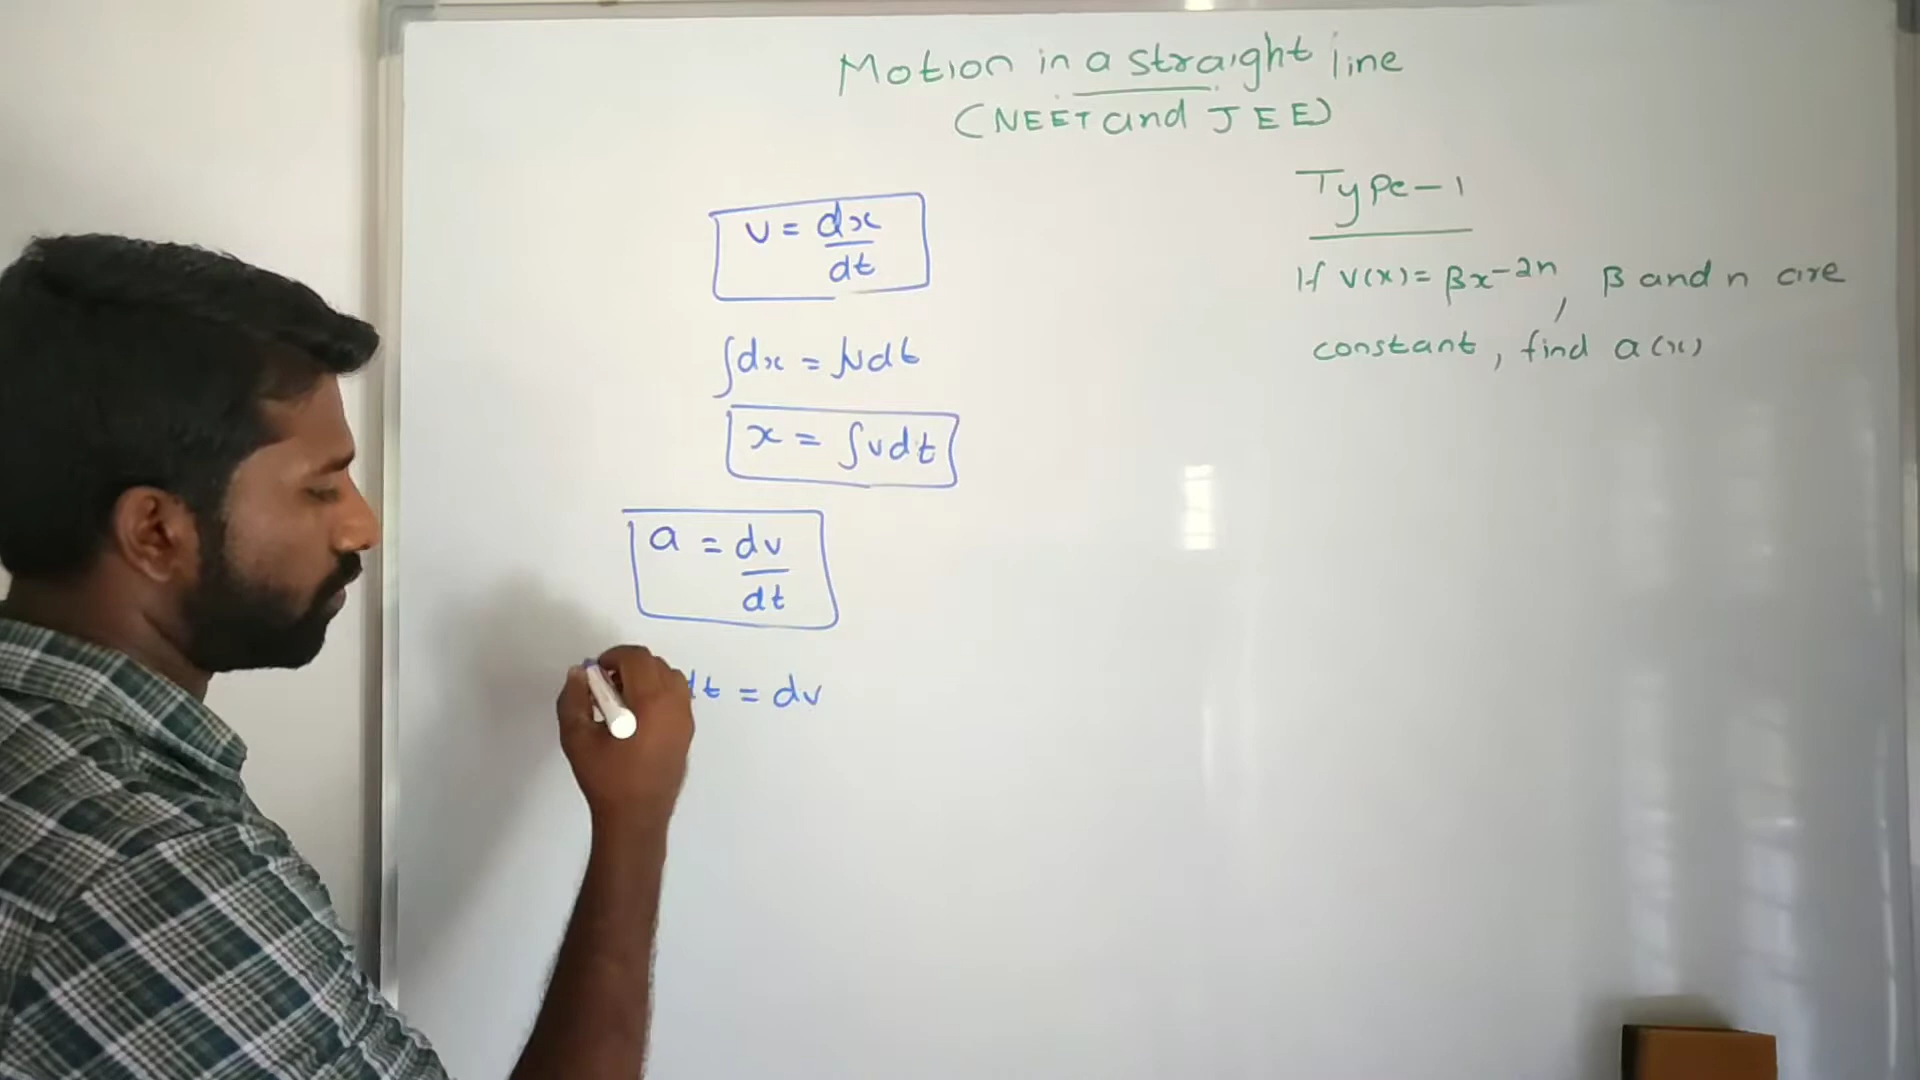 Motion in a straight line
(NEET and JEE)
v = dx/dt
∫dx = ∫vdt
x = ∫vdt
a = dv/dt
dt = dv
Type-1
If v(x) = βx^-2n, β and n are
constant, find a(x)